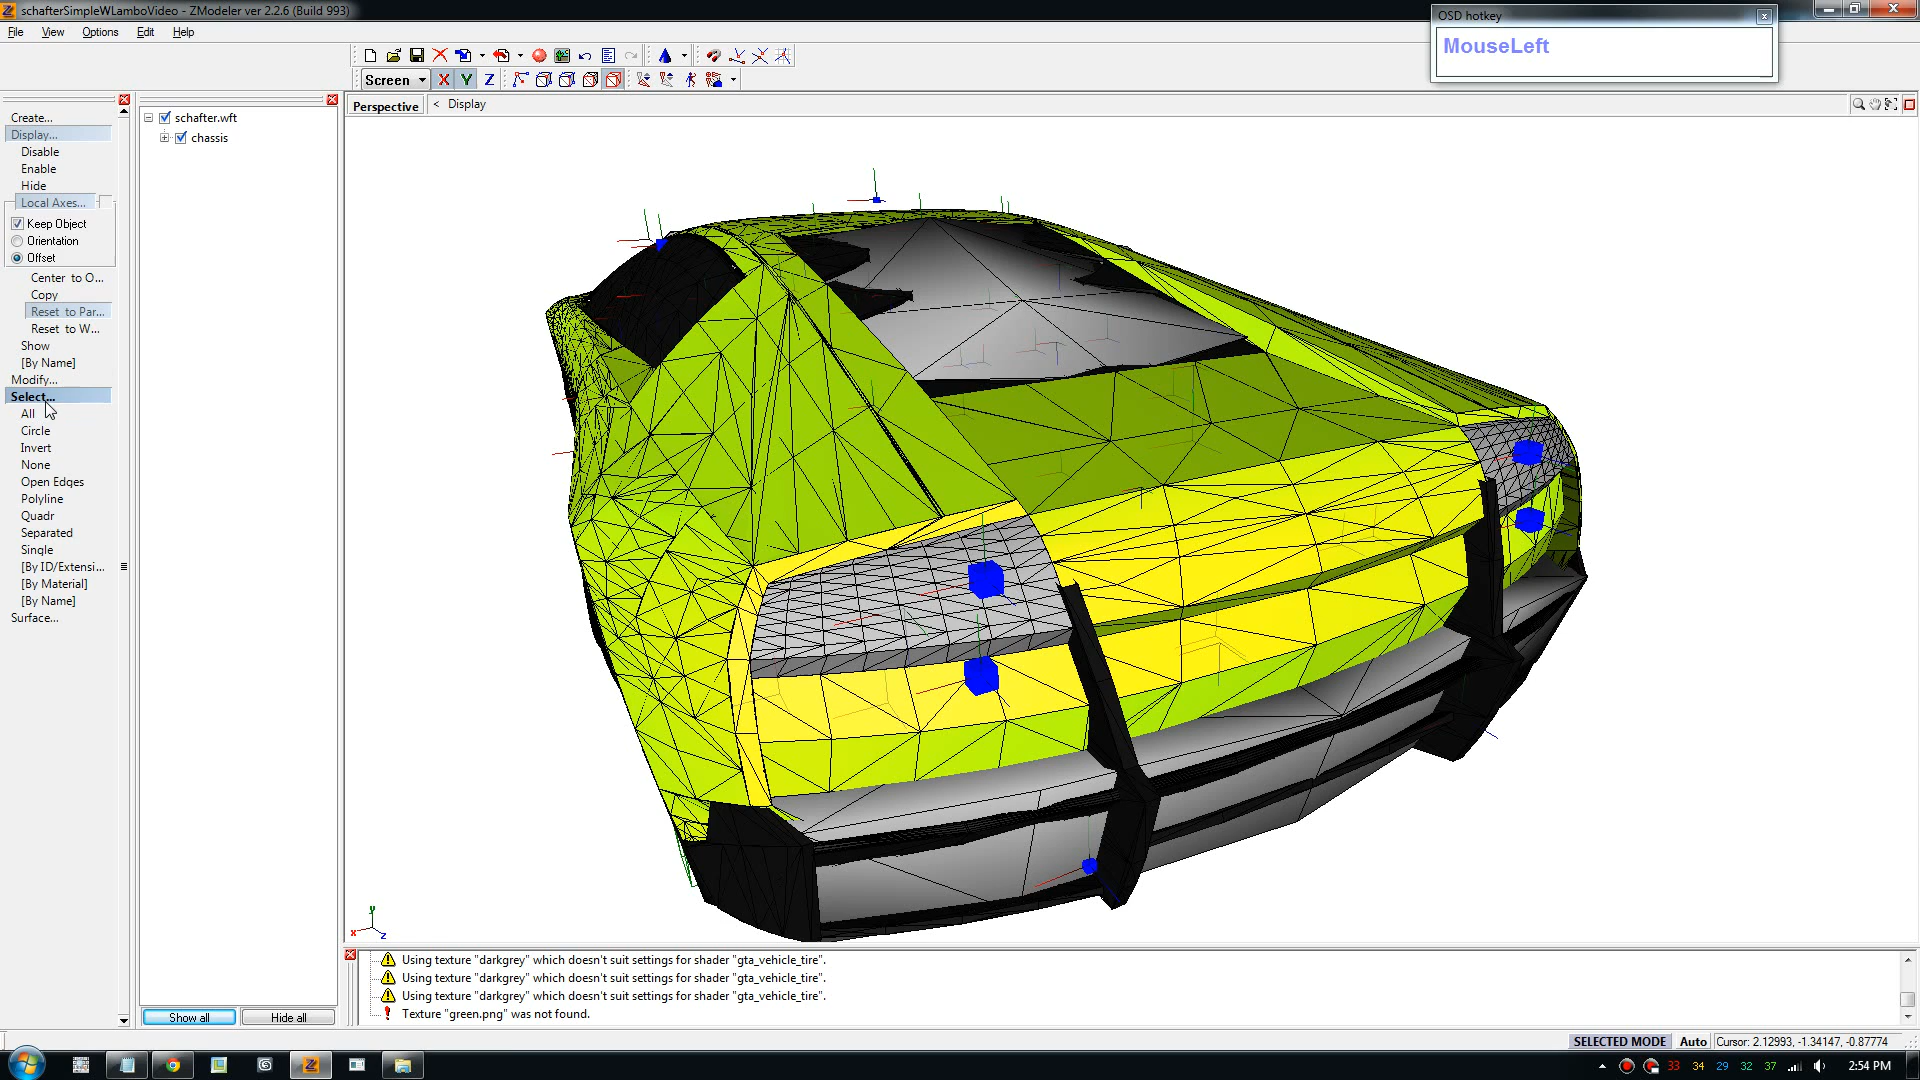 schafterSimpleWLamboVideo - ZModeler ver 2.2.6 (Build 993)
OSD hotkey
MouseLeft
File View Options Edit Help
Screen X Y Z
Perspective < Display
Create...
Display...
Disable
Enable
Hide
Local Axes...
Keep Object
Orientation
Offset
Center to O...
Copy
Reset to Par...
Reset to W...
Show
[By Name]
Modify...
Select...
All
Circle
Invert
None
Open Edges
Polyline
Quadr
Separated
Single
[By ID/Extensi...
[By Material]
[By Name]
Surface...
schafter.wft
chassis
Show all Hide all
y
x
z
Using texture "darkgrey" which doesn't suit settings for shader "gta_vehicle_tire".
Using texture "darkgrey" which doesn't suit settings for shader "gta_vehicle_tire".
Using texture "darkgrey" which doesn't suit settings for shader "gta_vehicle_tire".
Texture "green.png" was not found.
SELECTED MODE Auto Cursor: 2.12993, -1.34147, -0.87774
33 34 29 32 37 2:54 PM